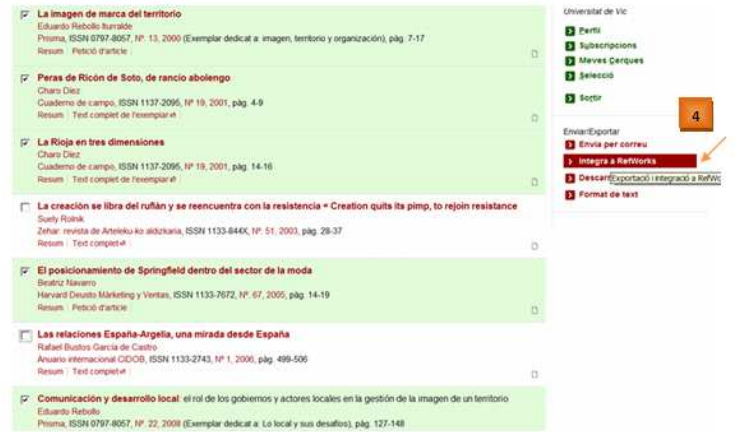 La imagen de marca del territorio
Eduardo Rebollo Iturralde
Prisma, ISSN 0797-8057, Nº. 13, 2000 (Exemplar dedicat a: imagen, territorio y organización), pág. 7-17
Resum | Petició d'article
Peras de Ricón de Soto, de rancio abolengo
Charo Díez
Cuaderno de campo, ISSN 1137-2095, Nº 19, 2001, pág. 4-9
Resum | Text complet de l'exemplar
La Rioja en tres dimensiones
Charo Díez
Cuaderno de campo, ISSN 1137-2095, Nº 19, 2001, pág. 14-16
Resum | Text complet de l'exemplar
La creación se libra del rufián y se reencuentra con la resistencia = Creation quits its pimp, to rejoin resistance
Suely Rolnik
Zehar: revista de Arteleku-ko aldizkaria, ISSN 1133-844X, Nº. 51, 2003, pág. 28-37
Resum | Text complet
El posicionamiento de Springfield dentro del sector de la moda
Beatriz Navarro
Harvard Deusto Márketing y Ventas, ISSN 1133-7672, Nº. 67, 2005, pág. 14-19
Resum | Petició d'article
Las relaciones España-Argelia, una mirada desde España
Rafael Bustos García de Castro
Anuario internacional CIDOB, ISSN 1133-2743, Nº 1, 2006, pág. 499-506
Resum | Text complet
Comunicación y desarrollo local: el rol de los gobiernos y actores locales en la gestión de la imagen de un territorio
Eduardo Rebollo
Prisma, ISSN 0797-8057, Nº. 22, 2008 (Exemplar dedicat a: Lo local y sus desafíos), pág. 127-148
Universitat de Vic
Perfil
Subscripcions
Meves Cerques
Selecció
Sortir
4
Enviar/Exportar
Envia per correu
Integra a RefWorks
Descarr
Exportació i integració a RefWo
Format de text